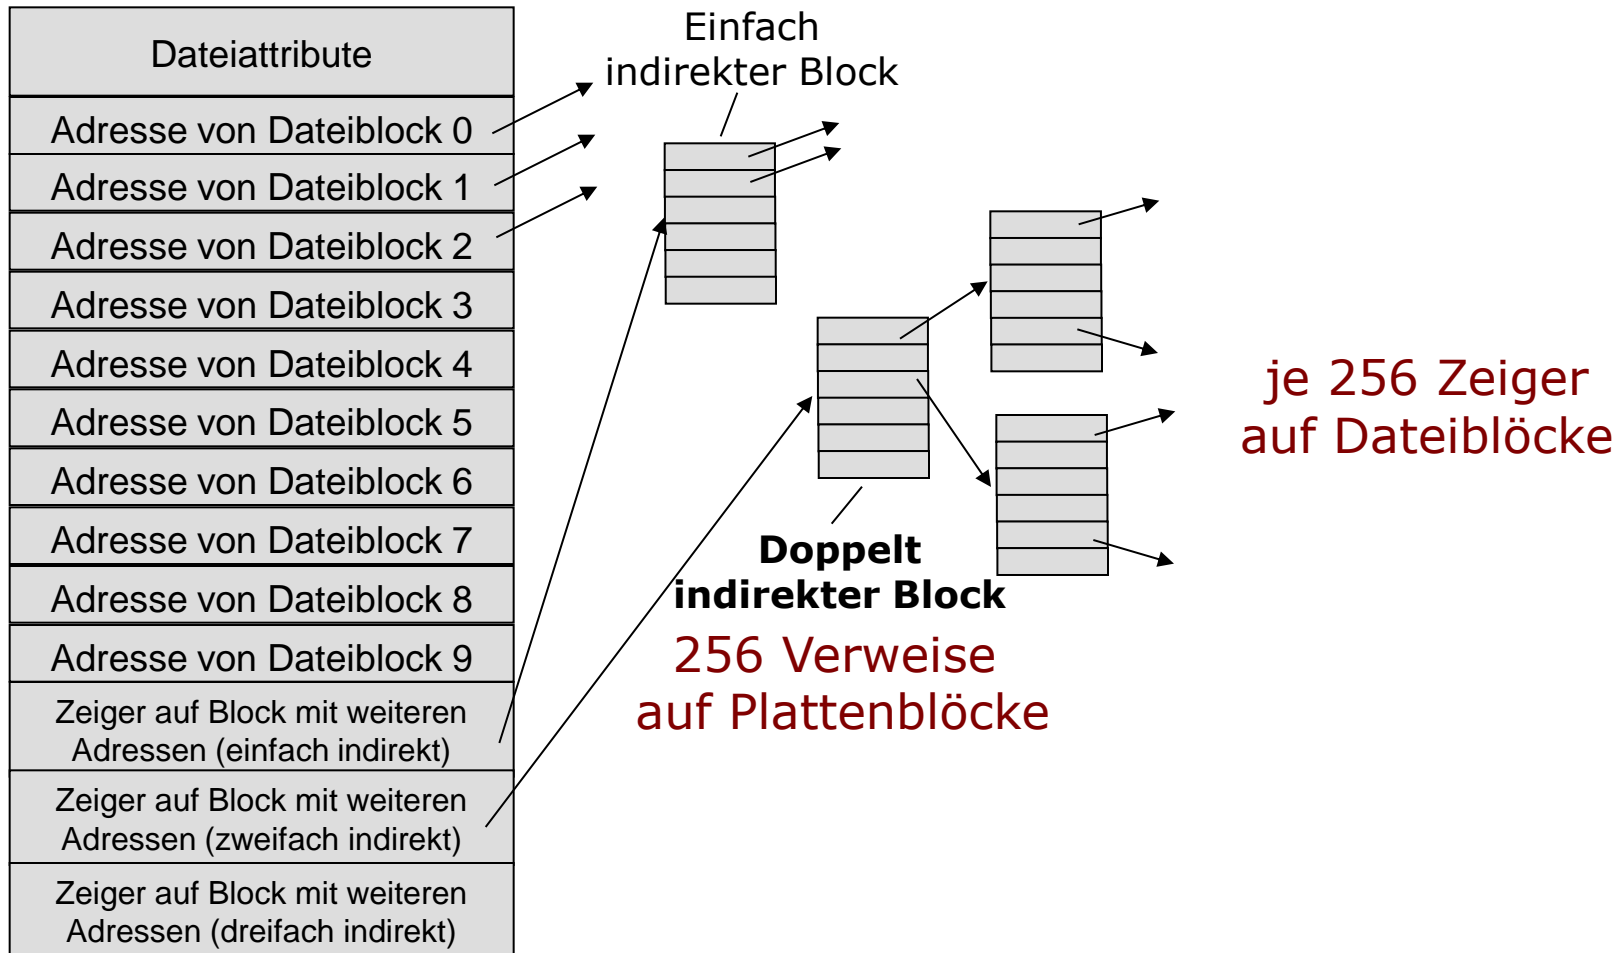 Dateiattribute
Adresse von Dateiblock 0
Adresse von Dateiblock 1
Adresse von Dateiblock 2
Adresse von Dateiblock 3
Adresse von Dateiblock 4
Adresse von Dateiblock 5
Adresse von Dateiblock 6
Adresse von Dateiblock 7
Adresse von Dateiblock 8
Adresse von Dateiblock 9
Zeiger auf Block mit weiteren
Adressen (einfach indirekt)
Zeiger auf Block mit weiteren
Adressen (zweifach indirekt)
Zeiger auf Block mit weiteren
Adressen (dreifach indirekt)
Einfach
indirekter Block
Doppelt
indirekter Block
256 Verweise
auf Plattenblöcke
je 256 Zeiger
auf Dateiblöcke